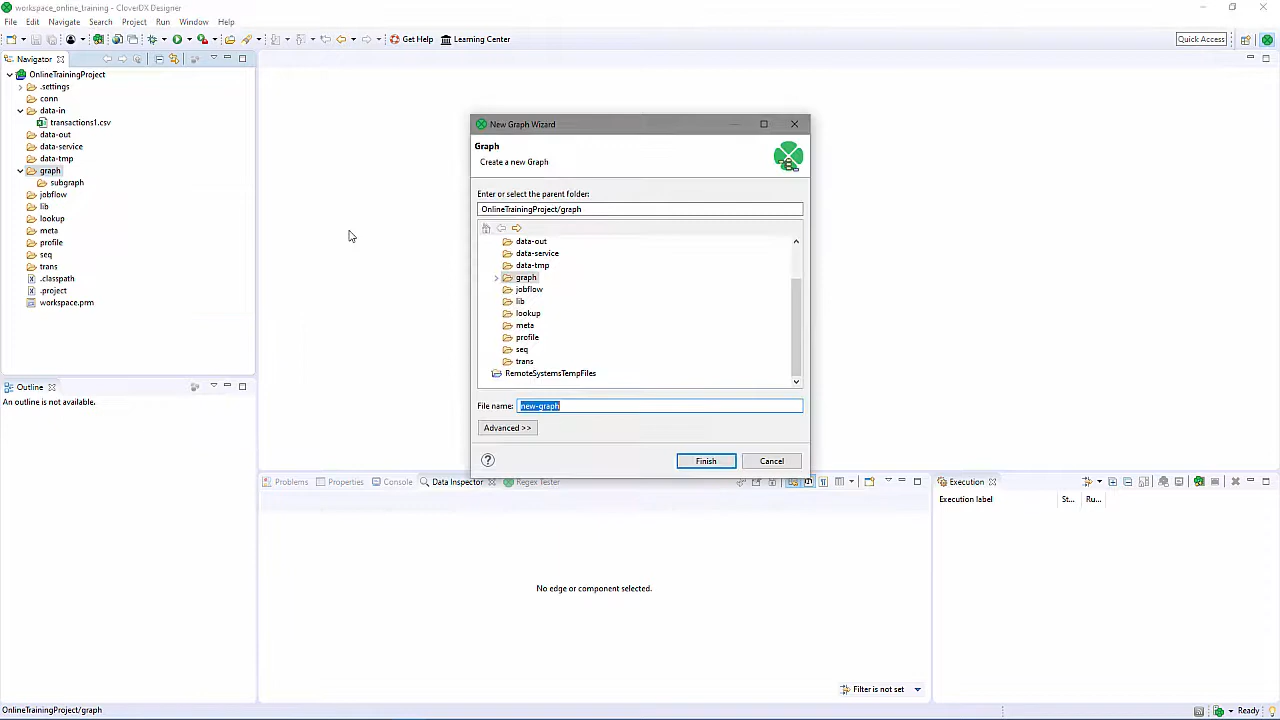 workspace_online_training - CloverDX Designer
File Edit Navigate Search Project Run Window Help
Get Help Learning Center
Quick Access
Navigator
OnlineTrainingProject
.settings
conn
data-in
transactions1.csv
data-out
data-service
data-tmp
graph
subgraph
jobflow
lib
lookup
meta
profile
seq
trans
.classpath
.project
workspace.prm
New Graph Wizard
Graph
Create a new Graph
Enter or select the parent folder:
OnlineTrainingProject/graph
data-out
data-service
data-tmp
graph
jobflow
lib
lookup
meta
profile
seq
trans
RemoteSystemsTempFiles
File name: new-graph
Advanced >>
Finish Cancel
Outline
An outline is not available.
Problems Properties Console Data Inspector Regex Tester
No edge or component selected.
Filter is not set
Execution
Execution label St... Ru...
OnlineTrainingProject/graph
Ready